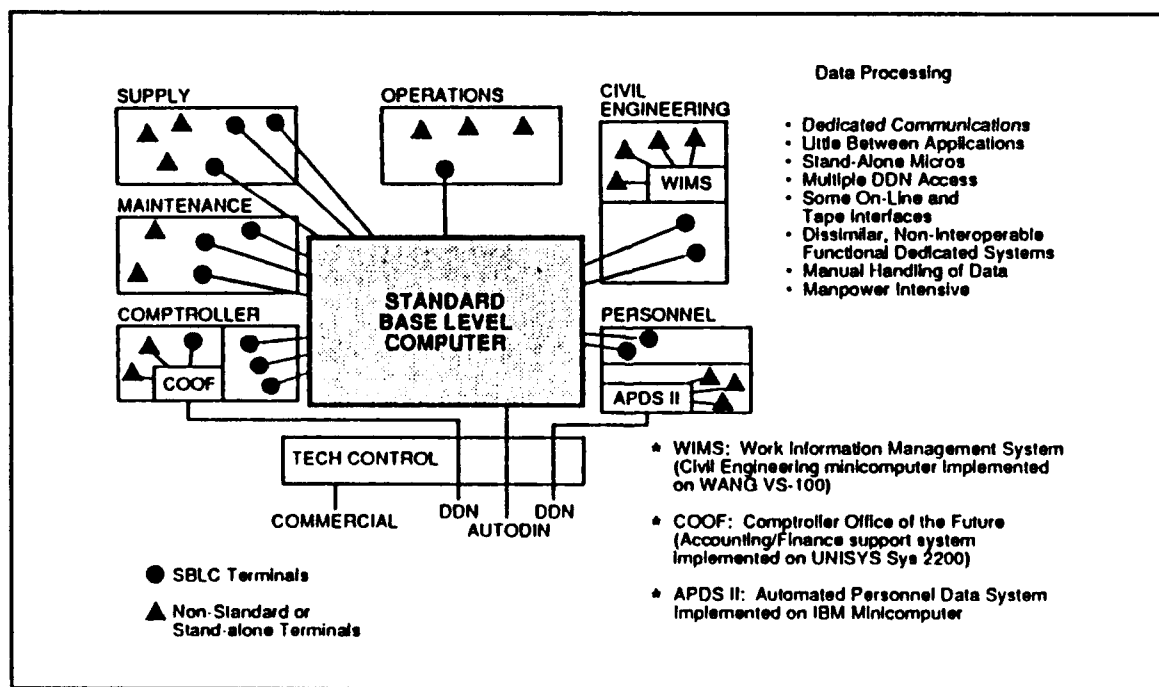 SUPPLY
OPERATIONS
CIVIL
ENGINEERING
WIMS
MAINTENANCE
STANDARD
BASE LEVEL
COMPUTER
COMPTROLLER
COOF
PERSONNEL
APDS II
TECH CONTROL
COMMERCIAL
DDN
AUTODIN
DDN
Data Processing
• Dedicated Communications
• Little Between Applications
• Stand-Alone Micros
• Multiple DDN Access
• Some On-Line and
Tape Interfaces
• Dissimilar, Non-Interoperable
Functional Dedicated Systems
• Manual Handling of Data
• Manpower Intensive
* WIMS: Work Information Management System
(Civil Engineering minicomputer Implemented
on WANG VS-100)
* COOF: Comptroller Office of the Future
(Accounting/Finance support system
Implemented on UNISYS Sys 2200)
* APDS II: Automated Personnel Data System
Implemented on IBM Minicomputer
SBLC Terminals
Non-Standard or
Stand-alone Terminals